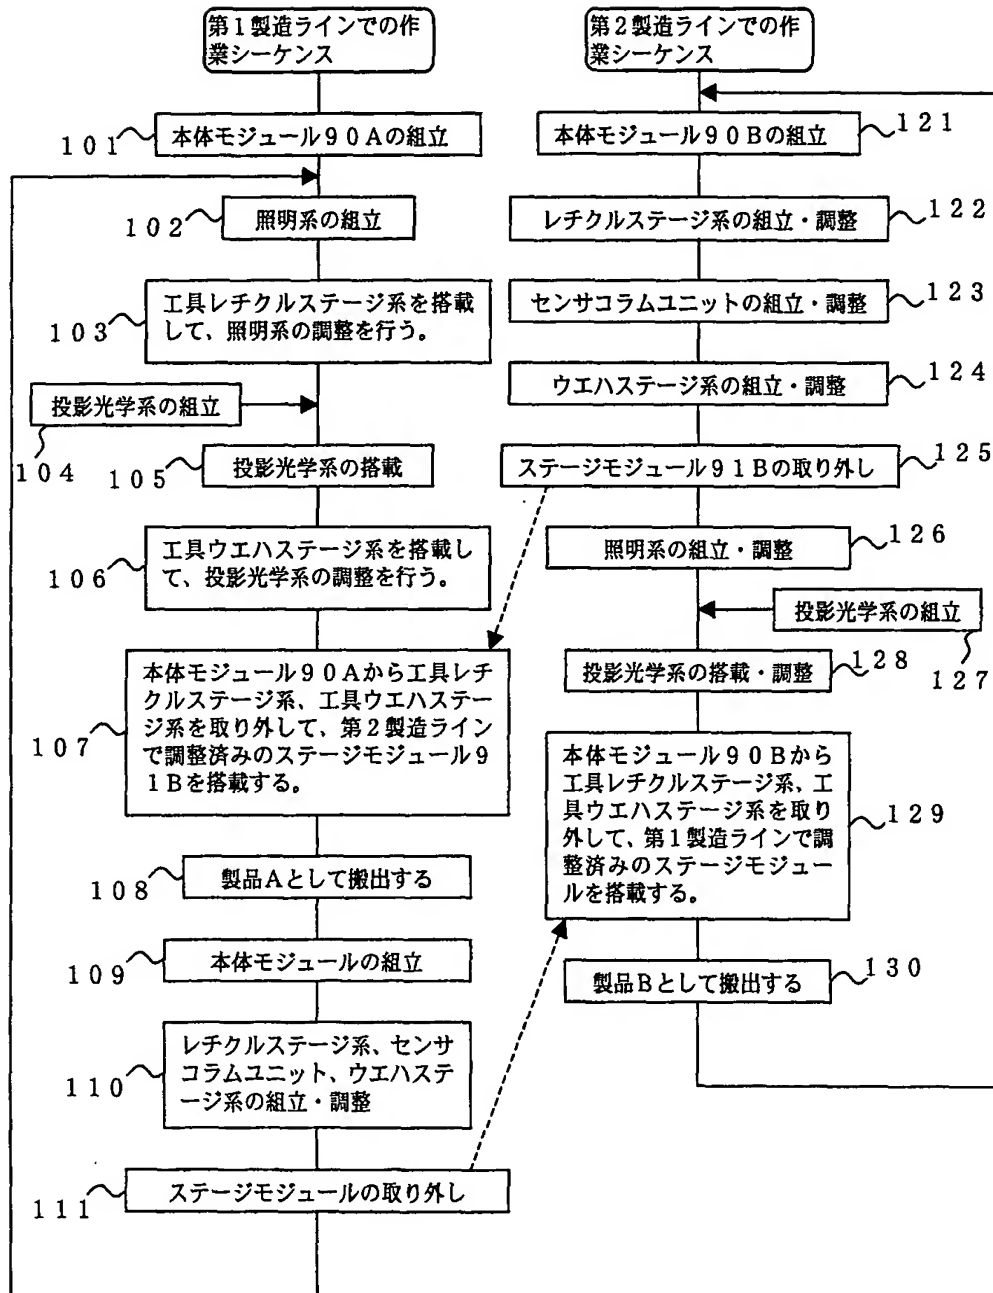 第1製造ラインでの作
業シーケンス
101
本体モジュール90Aの組立
102
照明系の組立
103
工具レチクルステージ系を搭載
して、照明系の調整を行う。
投影光学系の組立
104
105
投影光学系の搭載
106
工具ウエハステージ系を搭載し
て、投影光学系の調整を行う。
107
本体モジュール90Aから工具レチ
クルステージ系、工具ウエハステー
ジ系を取り外して、第2製造ライン
で調整済みのステージモジュール9
1Bを搭載する。
108
製品Aとして搬出する
109
本体モジュールの組立
110
レチクルステージ系、センサ
コラムユニット、ウエハステ
ージ系の組立・調整
111
ステージモジュールの取り外し
第2製造ラインでの作
業シーケンス
本体モジュール90Bの組立
121
レチクルステージ系の組立・調整
122
センサコラムユニットの組立・調整
123
ウエハステージ系の組立・調整
124
ステージモジュール91Bの取り外し
125
照明系の組立・調整
126
投影光学系の組立
127
投影光学系の搭載・調整
128
本体モジュール90Bから
工具レチクルステージ系、工
具ウエハステージ系を取り
外して、第1製造ラインで調
整済みのステージモジュー
ルを搭載する。
129
製品Bとして搬出する
130